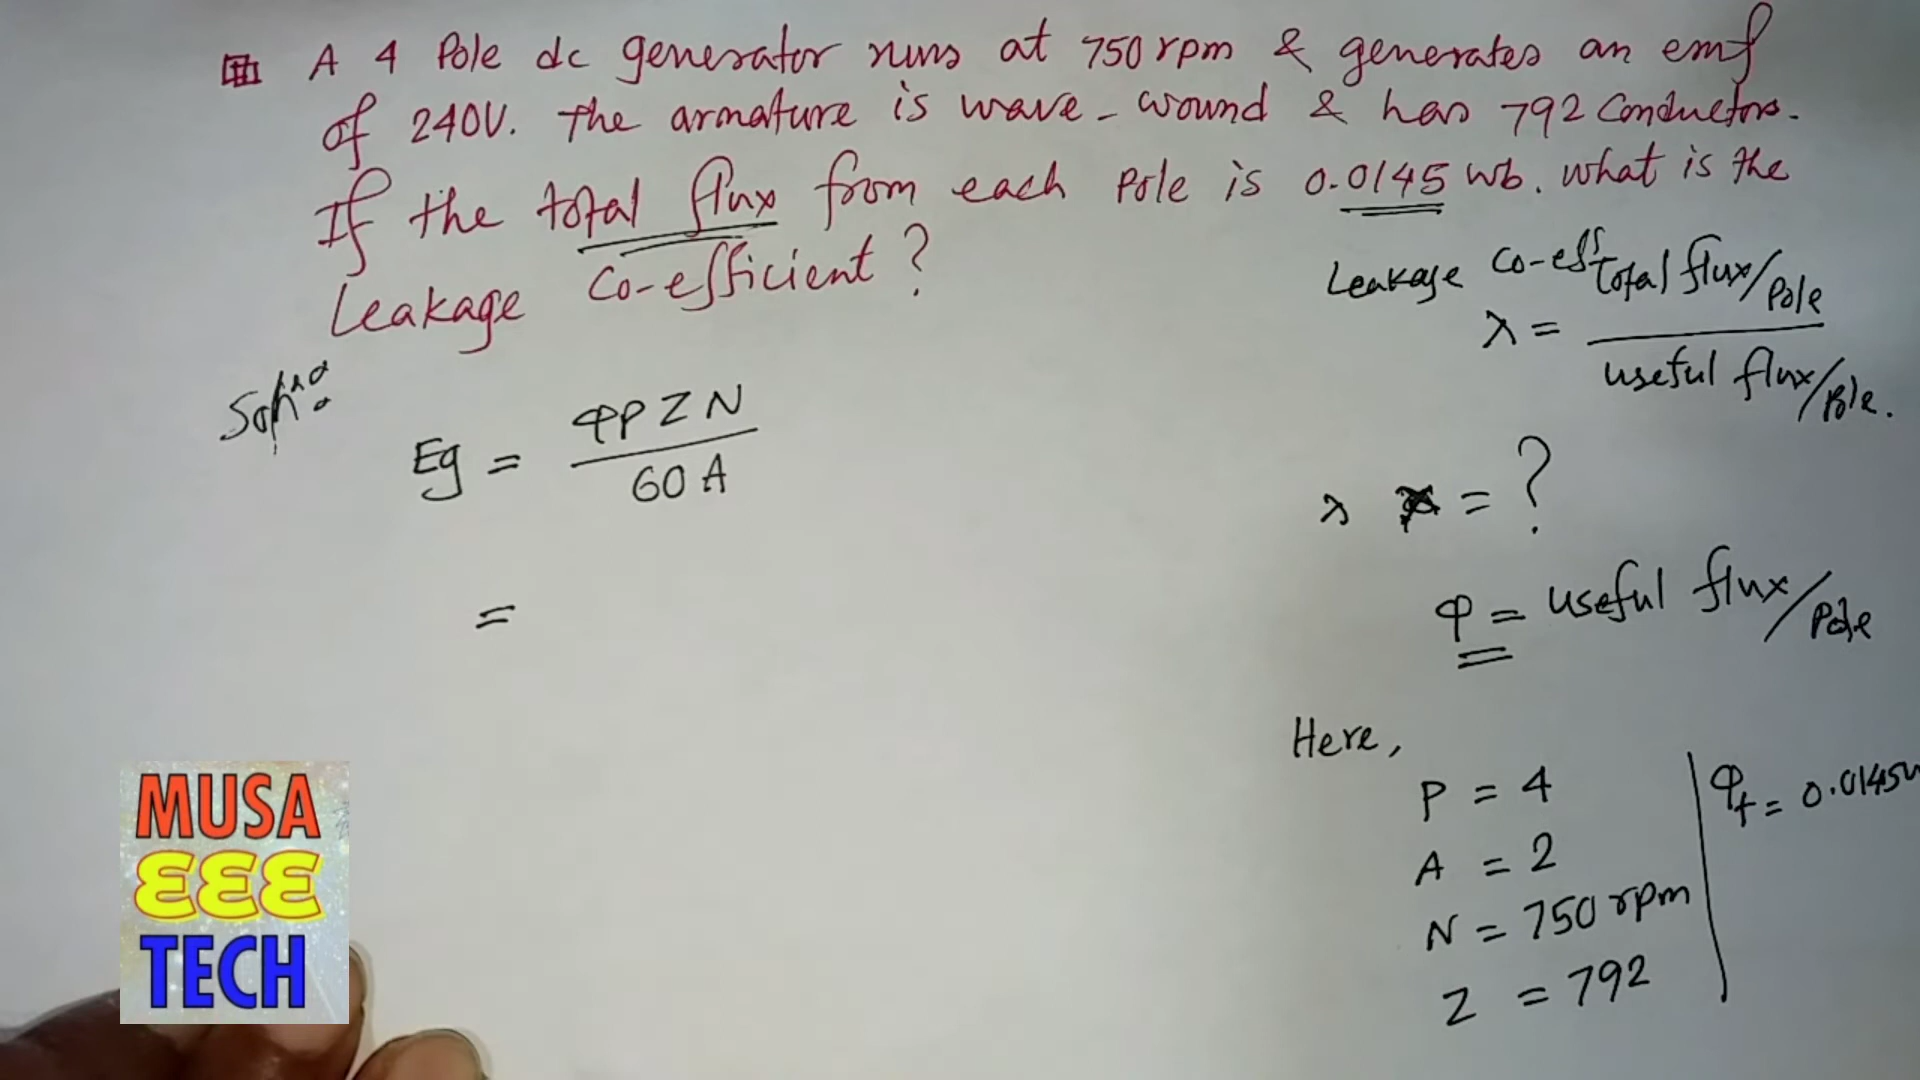 A 4 Pole dc generator runs at 750 rpm & generates an emf
of 240V. The armature is wave-wound & has 792 Conductors.
If the total flux from each pole is 0.0145 wb. what is the
Leakage Co-efficient?
Leakage co-eff
λ = total flux/Pole
useful flux/Pole.
Soln:
Eg = φPZN
60A
=
λ = ?
φ = useful flux/Pole
Here,
P = 4
A = 2
N = 750 rpm
Z = 792
φt = 0.0145
MUSA
EEE
TECH